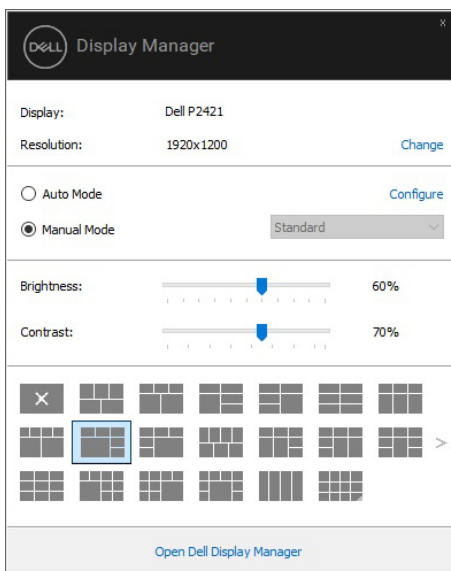 DELL Display Manager
x
Display: Dell P2421
Resolution: 1920x1200 Change
Auto Mode Configure
Manual Mode Standard
Brightness: 60%
Contrast: 70%
Open Dell Display Manager